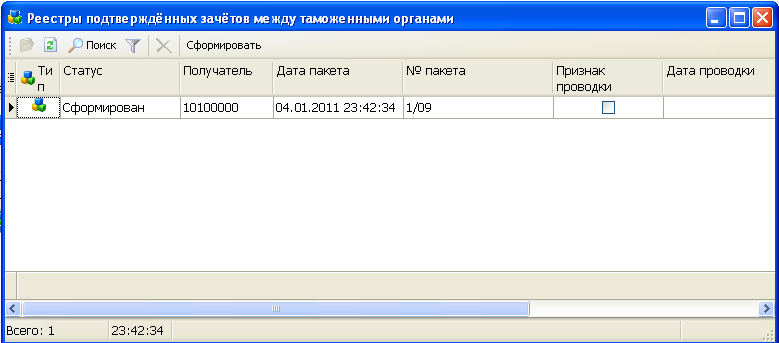 Реестры подтверждённых зачётов между таможенными органами
Поиск Сформировать
Ти
п
Статус Получатель Дата пакета № пакета Признак
проводки
Дата проводки
Сформирован 10100000 04.01.2011 23:42:34 1/09
Всего: 1 23:42:34